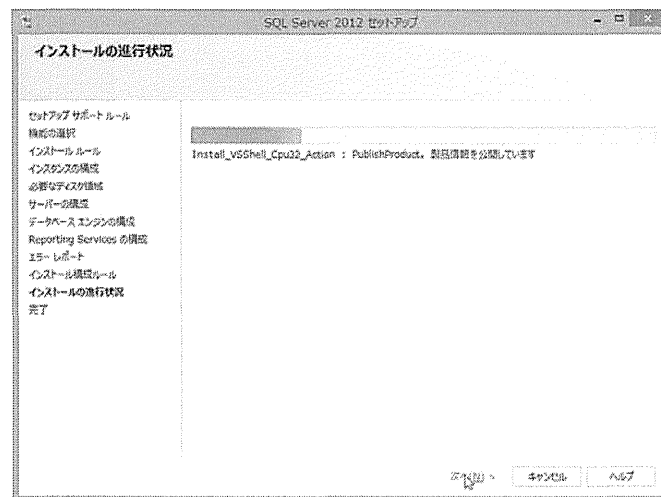 SQL Server 2012 セットアップ
インストールの進行状況
セットアップ サポート ルール
機能の選択
インストール ルール
インスタンスの構成
必要なディスク領域
サーバーの構成
データベース エンジンの構成
Reporting Services の構成
エラー レポート
インストール構成ルール
インストールの進行状況
完了
Install_VSShell_Cpu32_Action : PublishProduct。製品情報を公開しています
次へ(N) >
キャンセル
ヘルプ